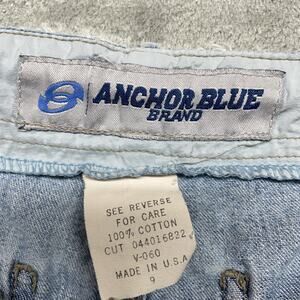 ANCHOR BLUE
BRAND
SEE REVERSE
FOR CARE
100% COTTON
CUT 044016822
V-060
MADE IN U.S.A
9